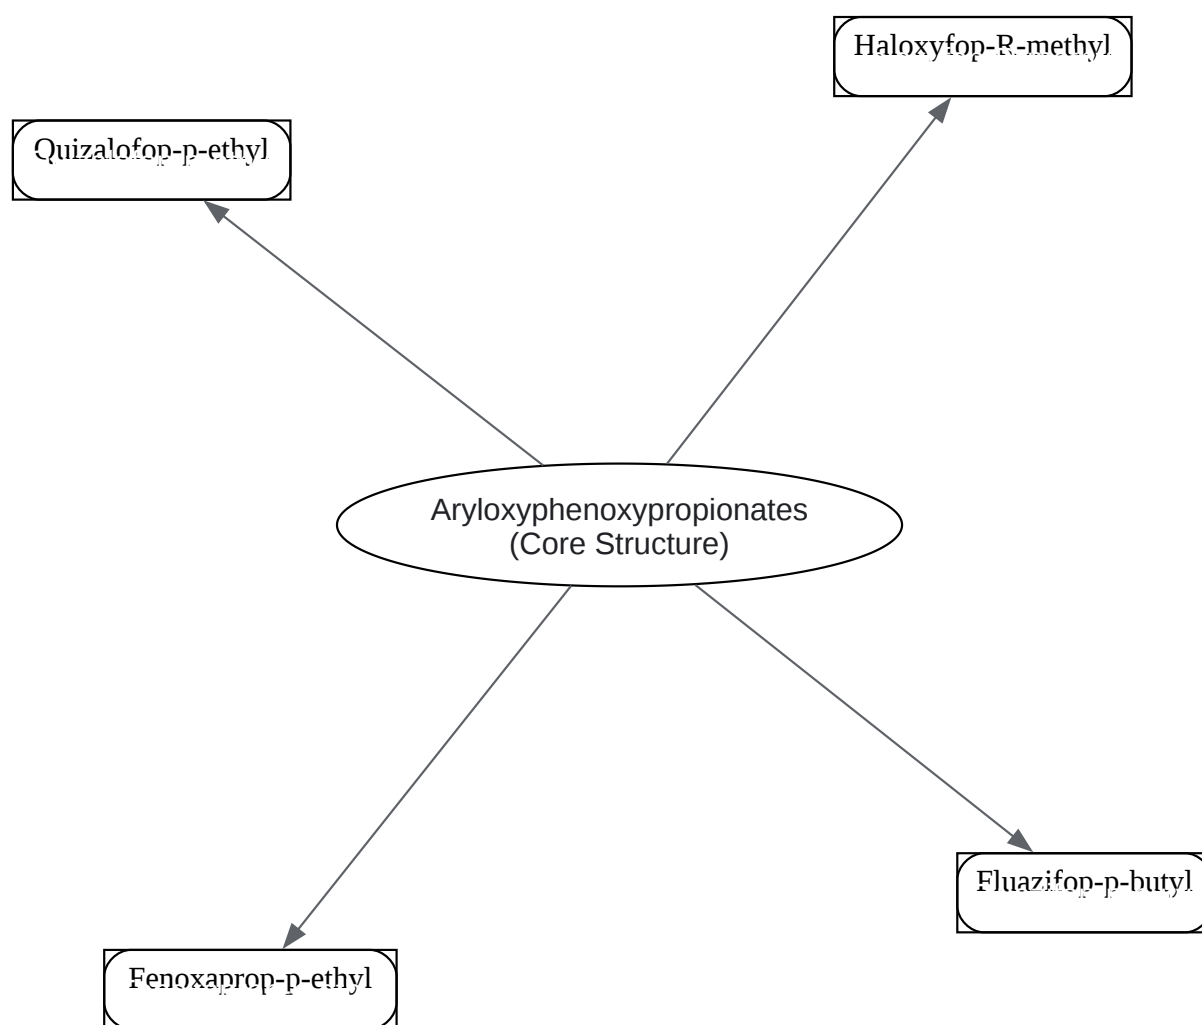 Haloxyfop-R-methyl
Quizalofop-p-ethyl
Aryloxyphenoxypropionates
(Core Structure)
Fluazifop-p-butyl
Fenoxaprop-p-ethyl